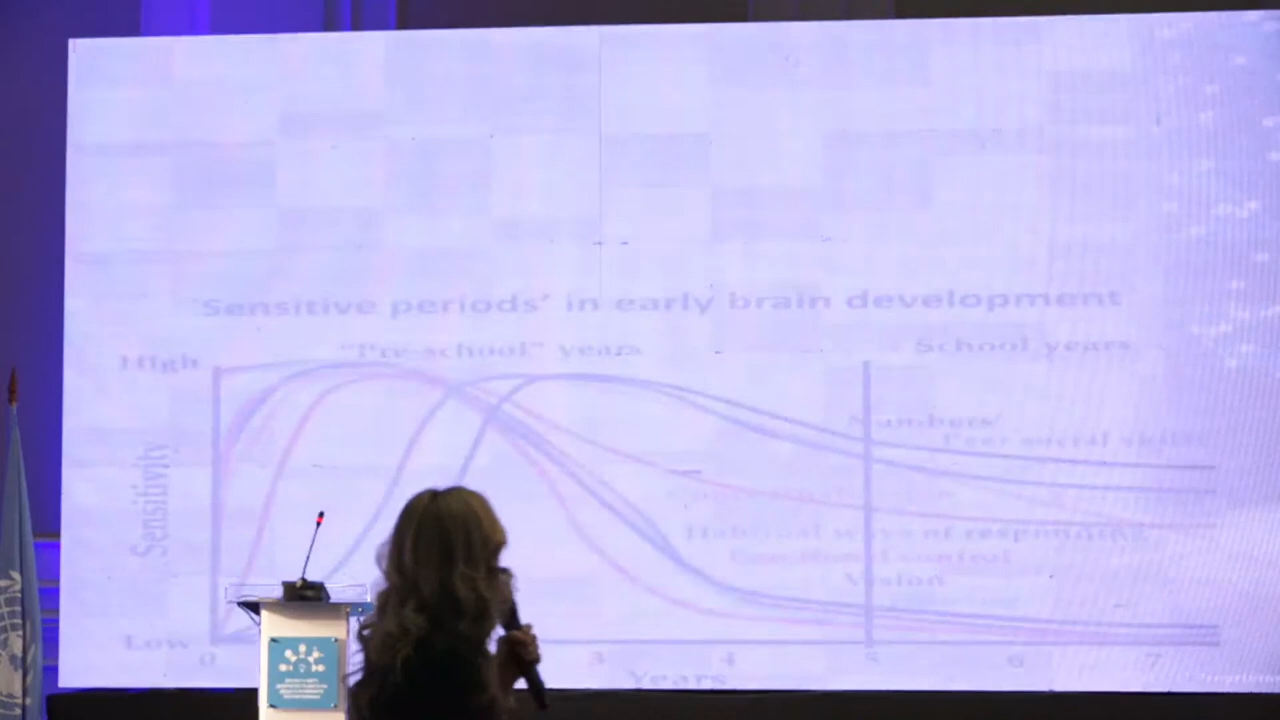 'Sensitive periods' in early brain development
High
"Pre-school" years
School years
Numbers
Peer social skills
Sensitivity
Habitual ways of responding
Emotional control
Vision
Low
0
3
4
5
6
7
Years